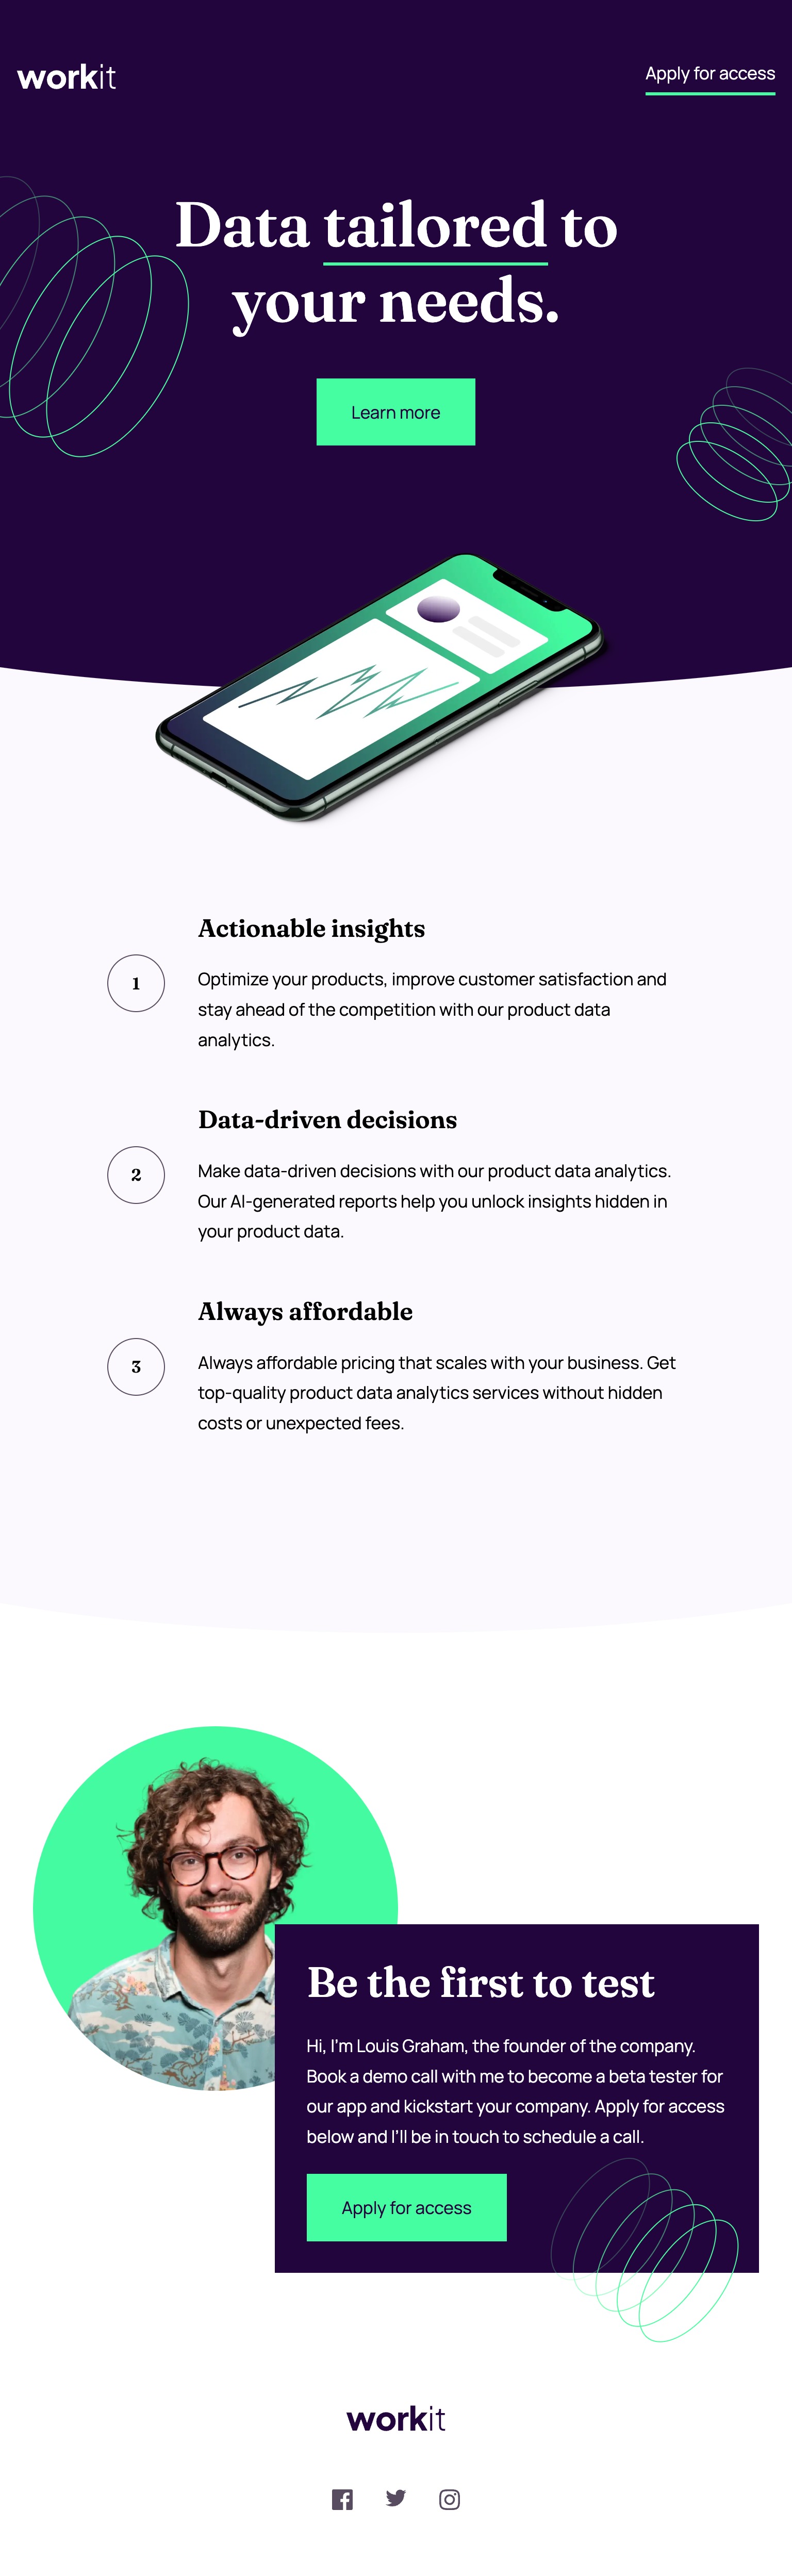 workit
Apply for access
Data tailored to
your needs.
Learn more
Actionable insights
1
Optimize your products, improve customer satisfaction and
stay ahead of the competition with our product data
analytics.
Data-driven decisions
2
Make data-driven decisions with our product data analytics.
Our AI-generated reports help you unlock insights hidden in
your product data.
Always affordable
3
Always affordable pricing that scales with your business. Get
top-quality product data analytics services without hidden
costs or unexpected fees.
Be the first to test
Hi, I'm Louis Graham, the founder of the company.
Book a demo call with me to become a beta tester for
our app and kickstart your company. Apply for access
below and I’ll be in touch to schedule a call.
Apply for access
workit